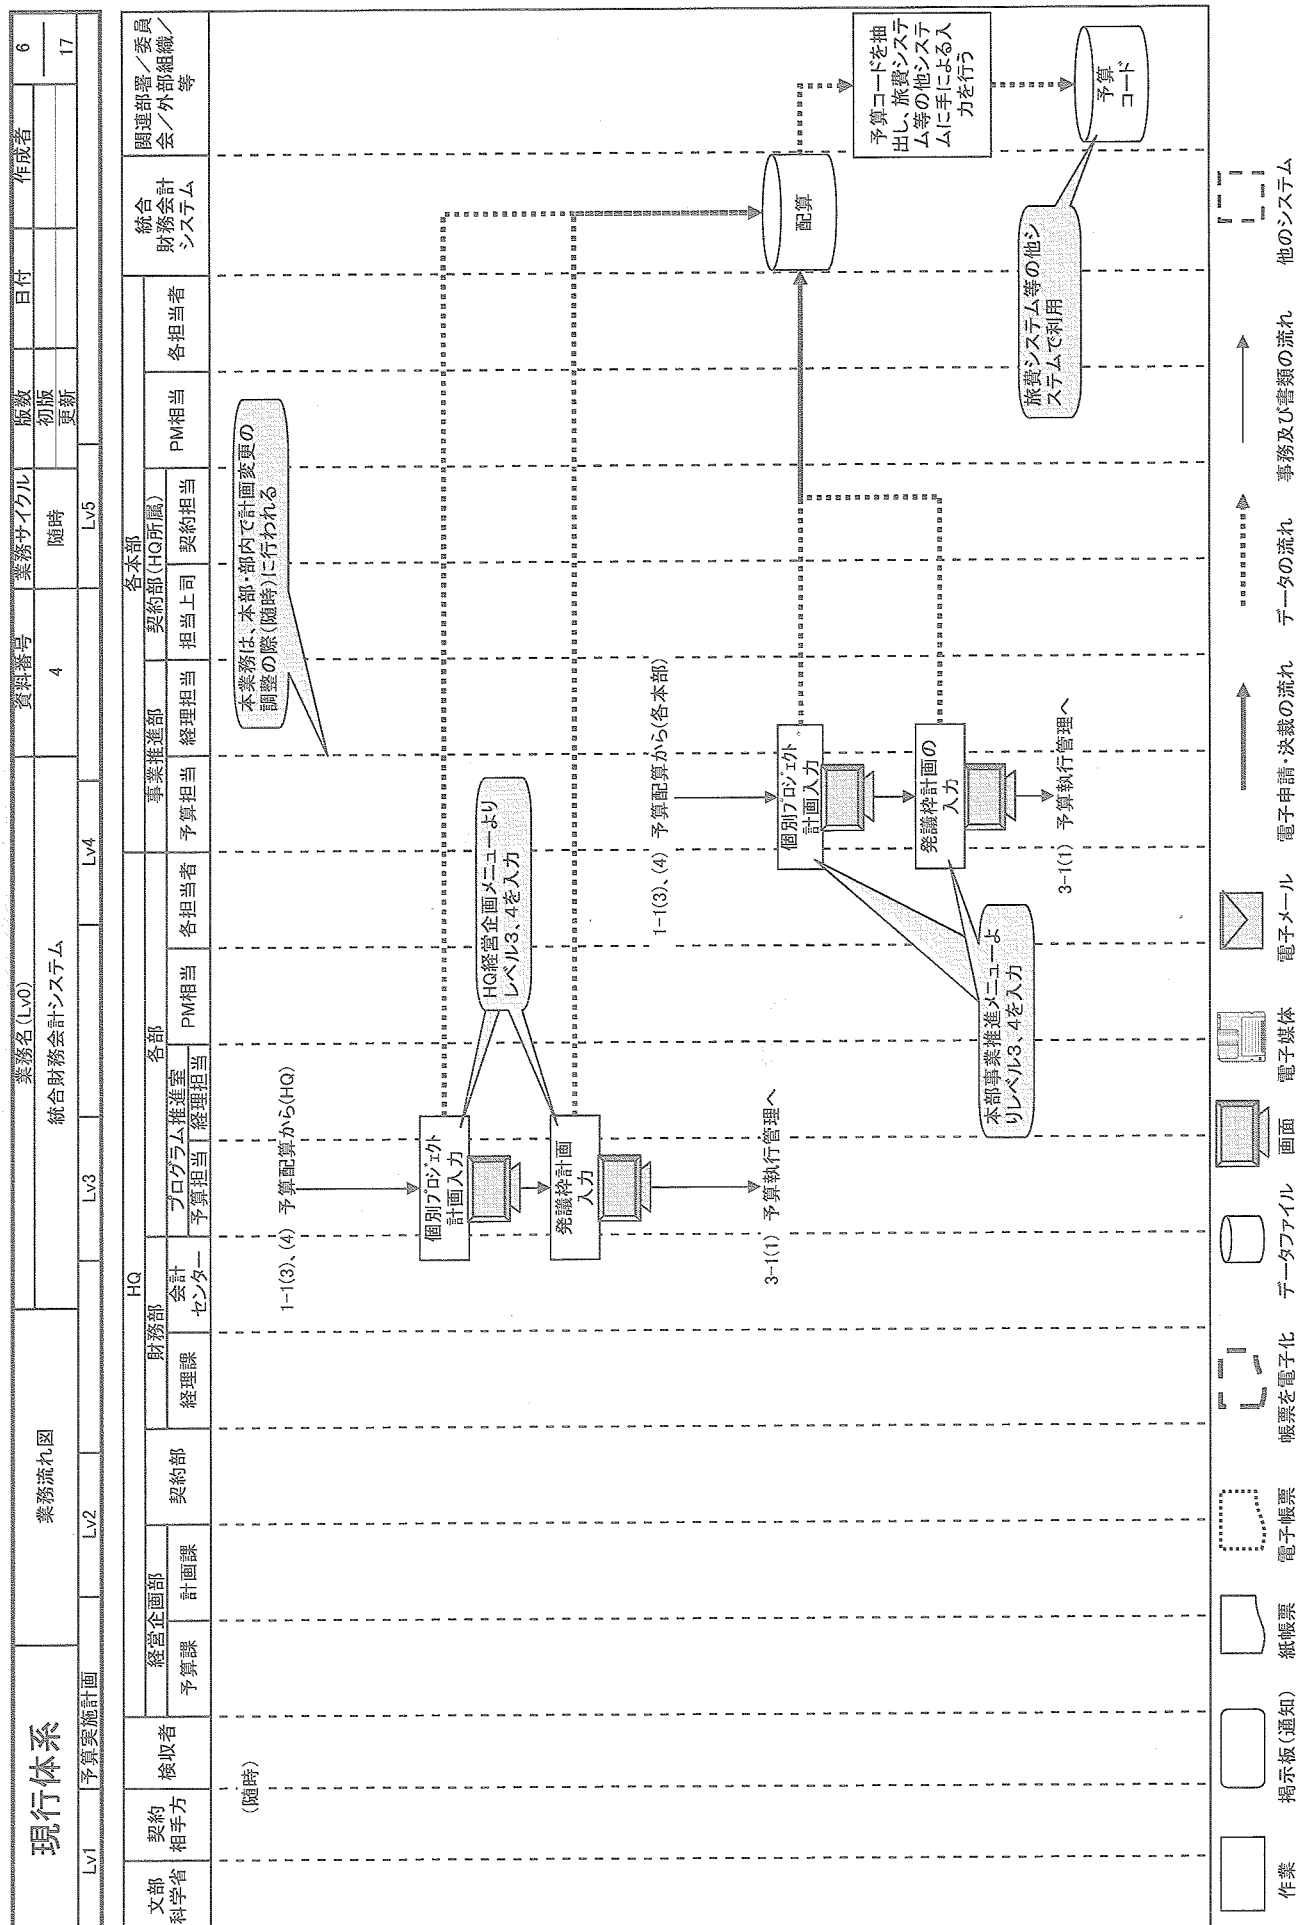 現行体系
業務流れ図
業務名(Lv0)
統合財務会計システム
資料番号
4
業務サイクル
随時
版数
初版
更新
日付
作成者
6
17
Lv1
予算実施計画
Lv2
Lv3
Lv4
Lv5
文部
科学省
契約
相手方
検収者
HQ
経営企画部
予算課
計画課
契約部
財務部
経理課
会計
センター
各部
プログラム推進室
予算担当
経理担当
PM相当
各担当者
各本部
事業推進部
予算担当
経理担当
契約部(HQ所属)
担当上司
契約担当
PM相当
各担当者
統合
財務会計
システム
関連部署/委員
会/外部組織/
等
(随時)
本業務は、本部・部内で計画変更の
調整の際(随時)に行われる
1-1(3)、(4) 予算配算から(HQ)
個別プロジェクト
計画入力
発議枠計画
入力
HQ経営企画メニューより
レベル3、4を入力
3-1(1) 予算執行管理へ
1-1(3)、(4) 予算配算から(各本部)
個別プロジェクト
計画入力
発議枠計画の
入力
本部事業推進メニューよ
りレベル3、4を入力
3-1(1) 予算執行管理へ
配算
予算コードを抽
出し、旅費システ
ム等の他システ
ムに手による入
力を行う
予算
コード
旅費システム等の他シ
ステムで利用
作業
掲示板(通知)
紙帳票
電子帳票
帳票を電子化
データファイル
画面
電子媒体
電子メール
電子申請・決裁の流れ
データの流れ
事務及び書類の流れ
他のシステム